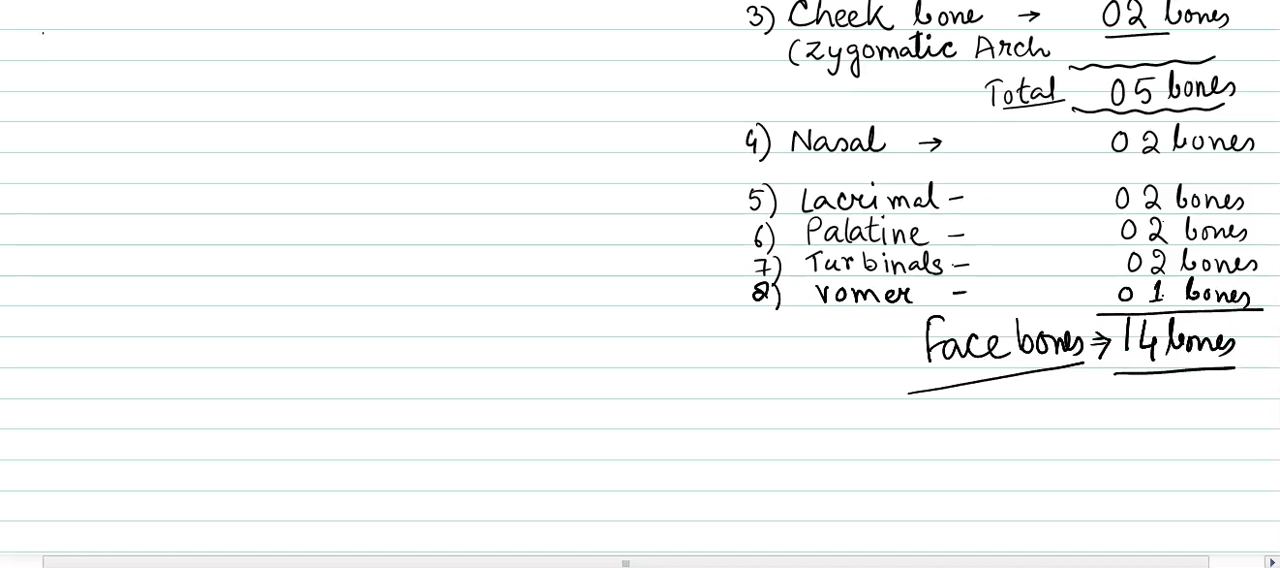 3) Cheek bone → 02 bones
(Zygomatic Arch
Total 05 bones
4) Nasal → 02 bones
5) Lacrimal - 02 bones
6) Palatine - 02 bones
7) Turbinals - 02 bones
8) vomer - 01 bones
Face bones ⇒ 14 bones